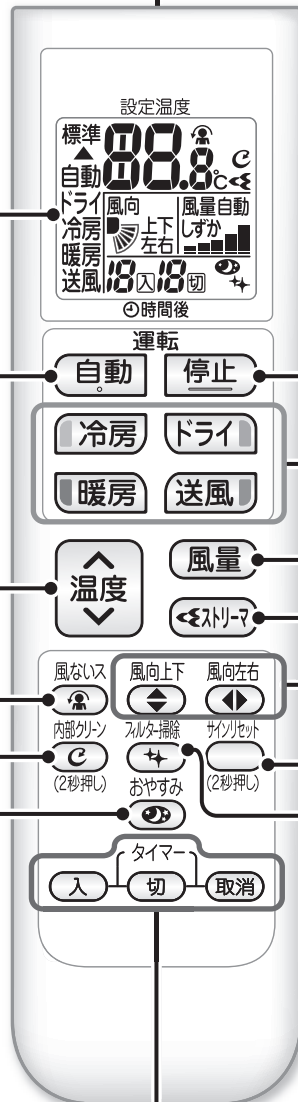 設定温度
標準
自動
88.8℃
ドライ 風向 風量自動
冷房 上下 しずか
暖房 左右
送風 18入18切
時間後
運転
自動 停止
冷房 ドライ
暖房 送風
温度 風量
ストリーマ
風ないス 風向上下 風向左右
内部クリーン フィルター掃除 サインリセット
(2秒押し) (2秒押し)
おやすみ
タイマー
入 切 取消